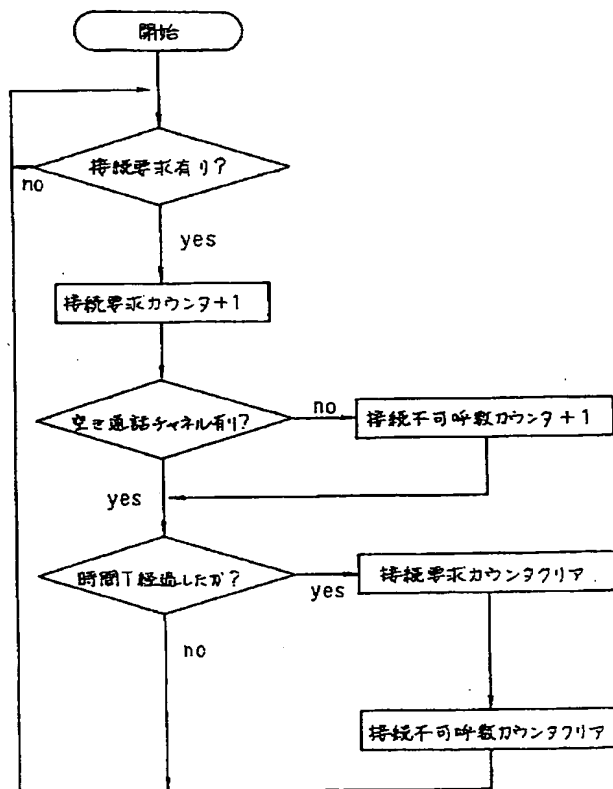 開始
接続要求有り?
no
yes
接続要求カウンタ+1
空き通話チャネル有り?
no
接続不可呼数カウンタ+1
yes
時間T経過したか?
yes
接続要求カウンタクリア
no
接続不可呼数カウンタクリア